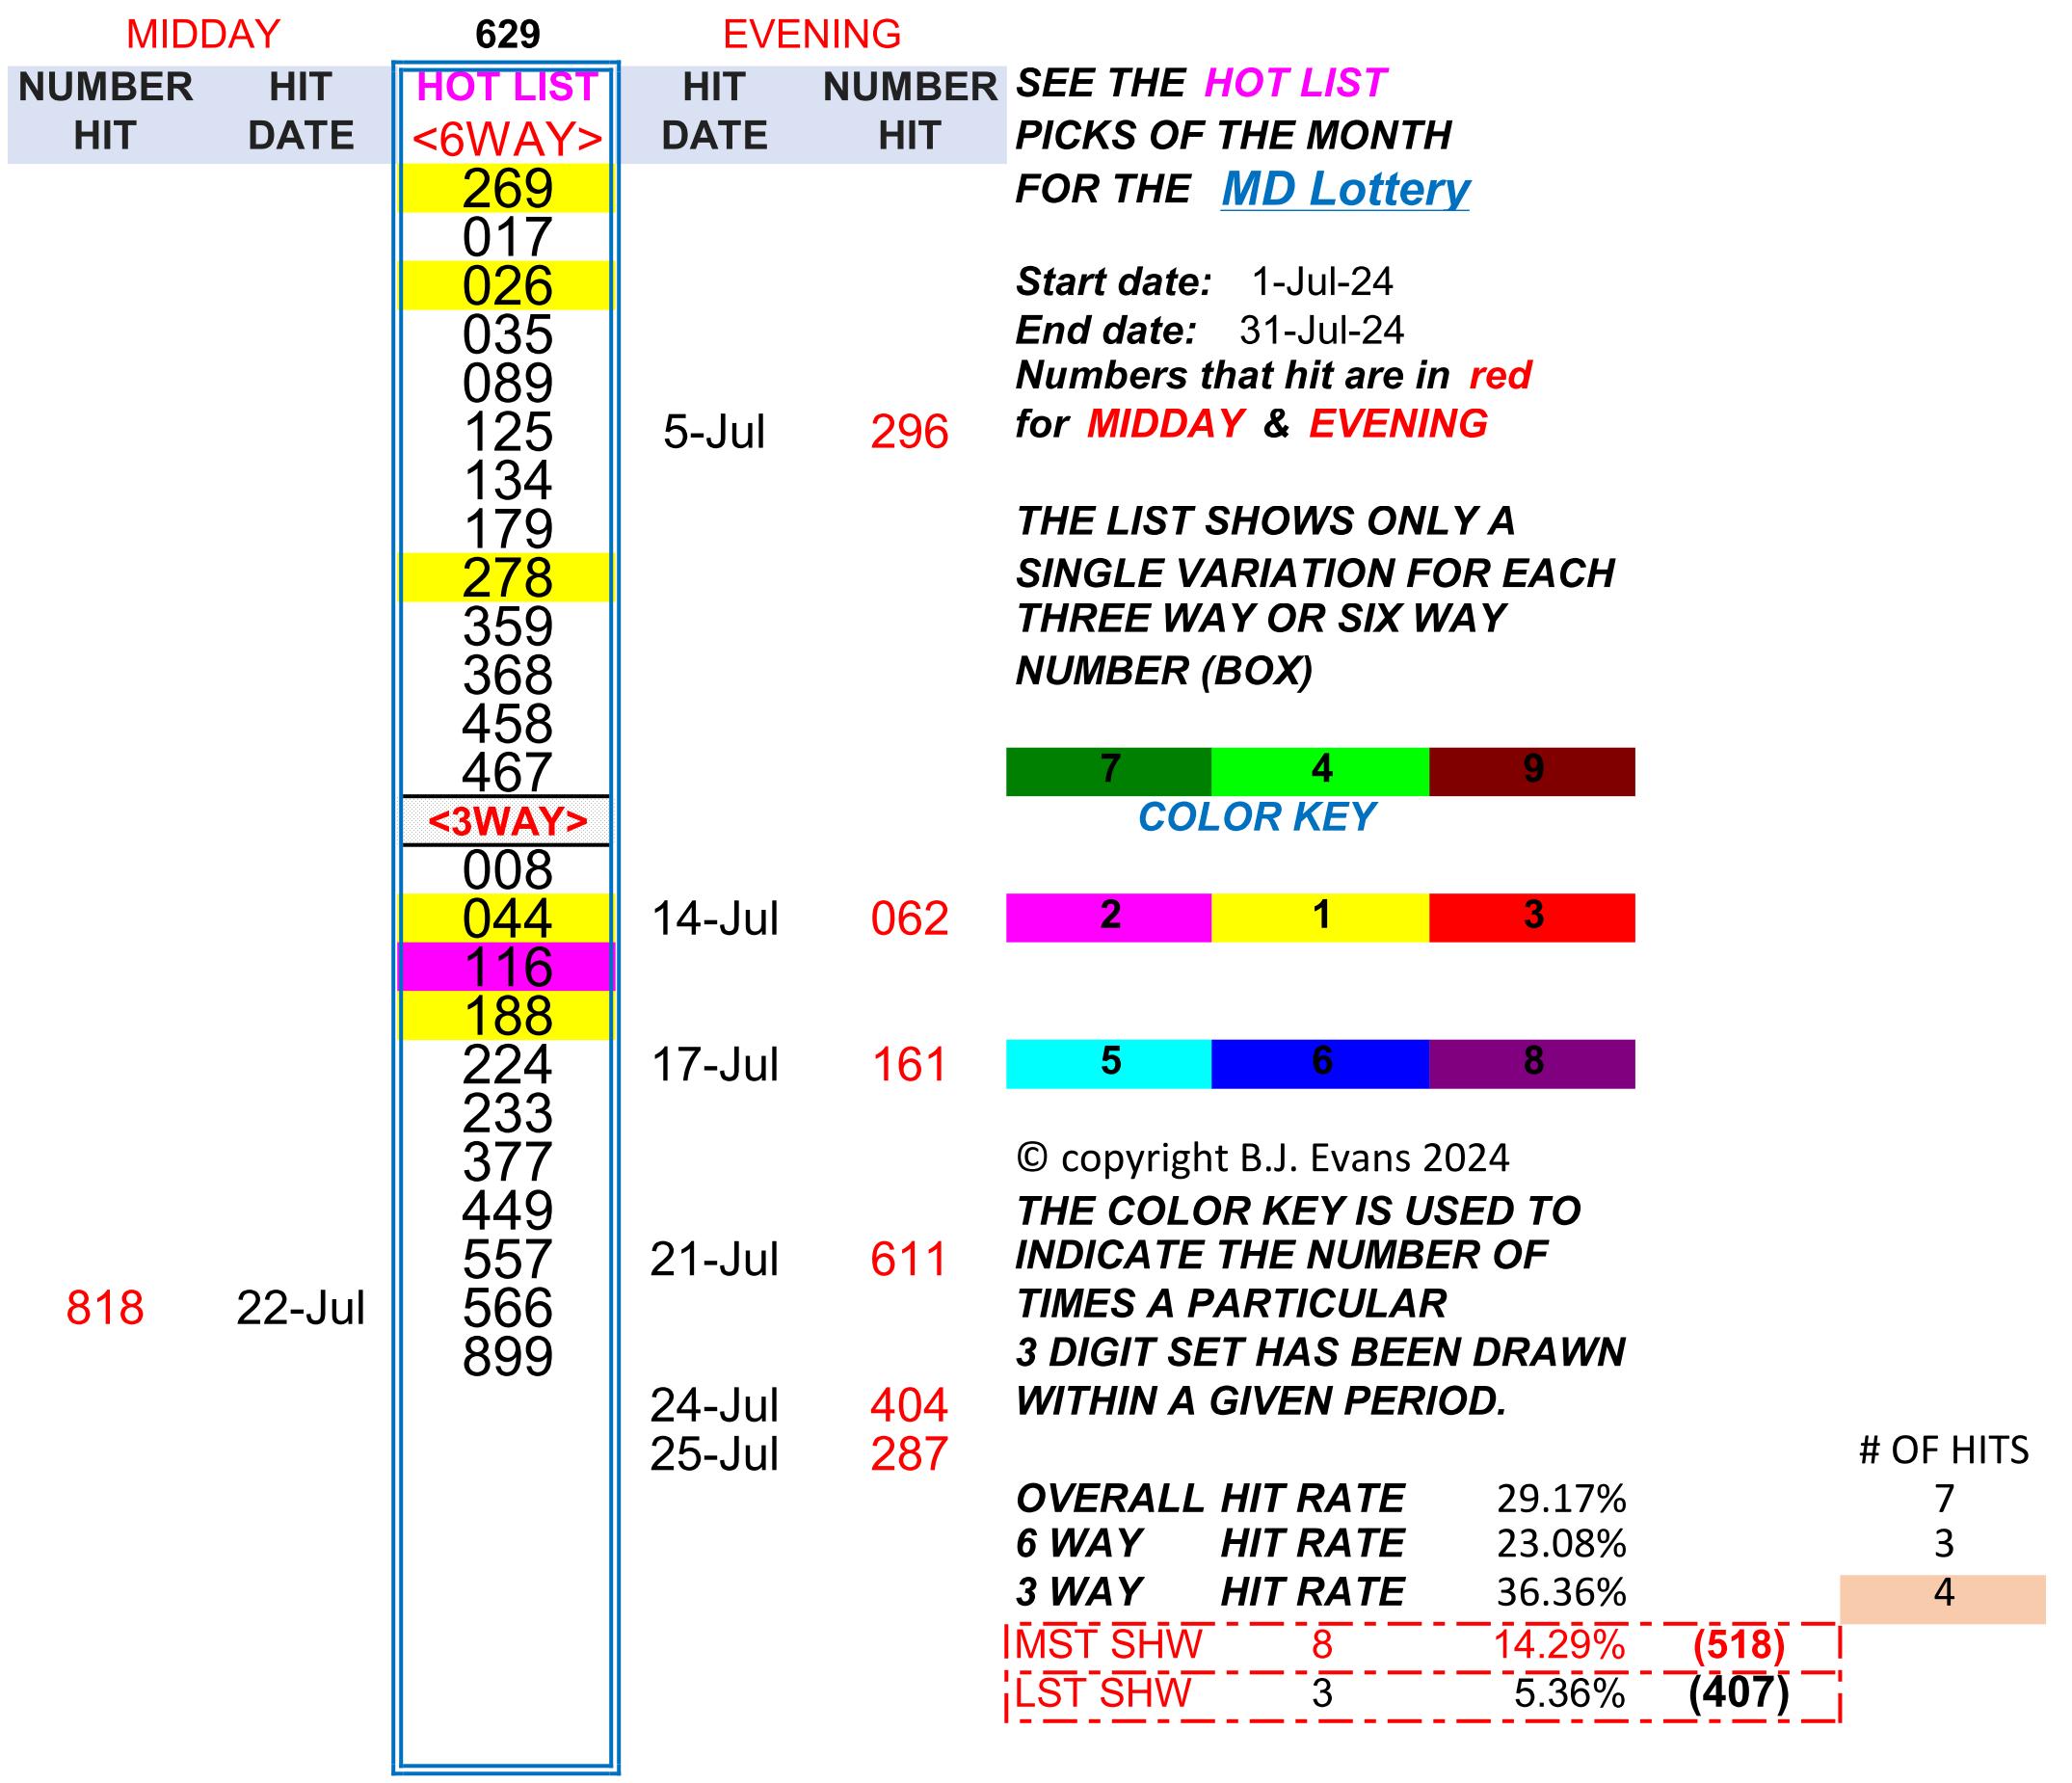 MIDDAY 629 EVENING
NUMBER HIT HOT LIST HIT NUMBER SEE THE HOT LIST
HIT DATE <6WAY> DATE HIT PICKS OF THE MONTH
269 FOR THE MD Lottery
017
026 Start date: 1-Jul-24
035 End date: 31-Jul-24
089 Numbers that hit are in red
125 5-Jul 296 for MIDDAY & EVENING
134
179 THE LIST SHOWS ONLY A
278 SINGLE VARIATION FOR EACH
359 THREE WAY OR SIX WAY
368 NUMBER (BOX)
458
467 7 4 9
<3WAY> COLOR KEY
008
044 14-Jul 062 2 1 3
116
188
224 17-Jul 161 5 6 8
233
377 © copyright B.J. Evans 2024
449 THE COLOR KEY IS USED TO
557 21-Jul 611 INDICATE THE NUMBER OF
818 22-Jul 566 TIMES A PARTICULAR
899 3 DIGIT SET HAS BEEN DRAWN
24-Jul 404 WITHIN A GIVEN PERIOD.
25-Jul 287 # OF HITS
OVERALL HIT RATE 29.17% 7
6 WAY HIT RATE 23.08% 3
3 WAY HIT RATE 36.36% 4
MST SHW 8 14.29% (518)
LST SHW 3 5.36% (407)